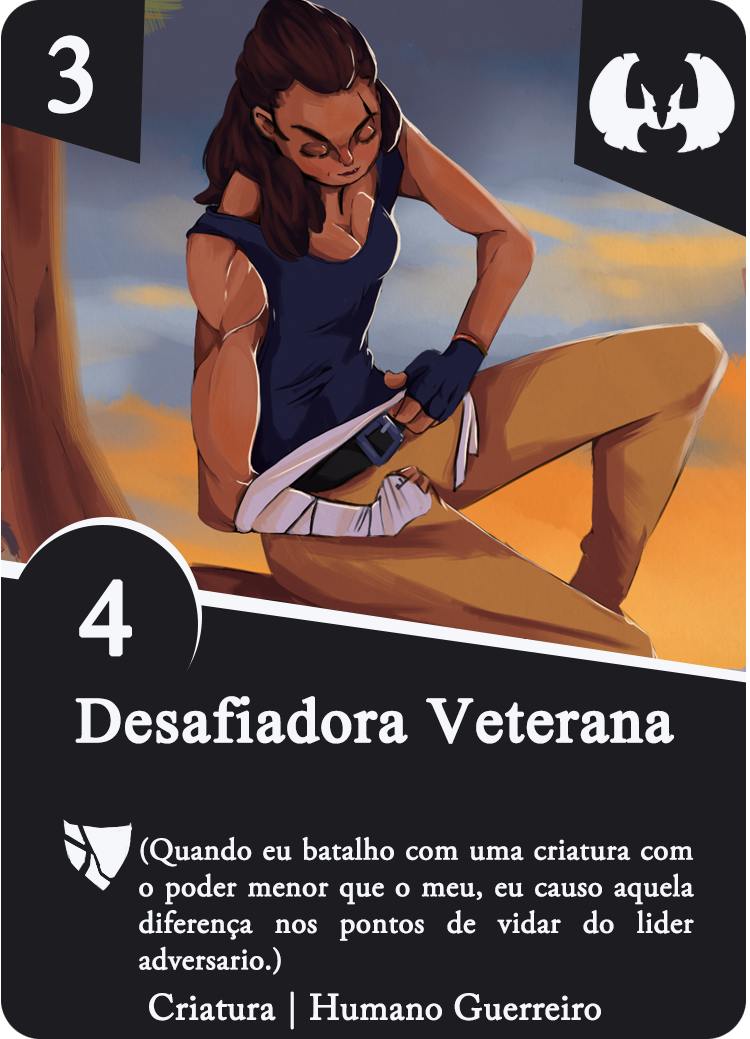 3
4
Desafiadora Veterana
(Quando eu batalho com uma criatura com
o poder menor que o meu, eu causo aquela
diferença nos pontos de vidar do lider
adversario.)
Criatura | Humano Guerreiro